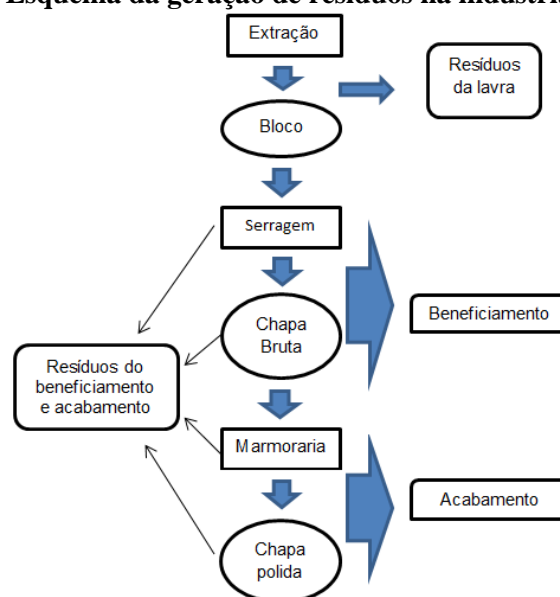 Esquema da geração de resíduos na indústria
Extração
Resíduos
da lavra
Bloco
Serragem
Chapa
Bruta
Beneficiamento
Resíduos do
beneficiamento
e acabamento
Marmoraria
Acabamento
Chapa
polida